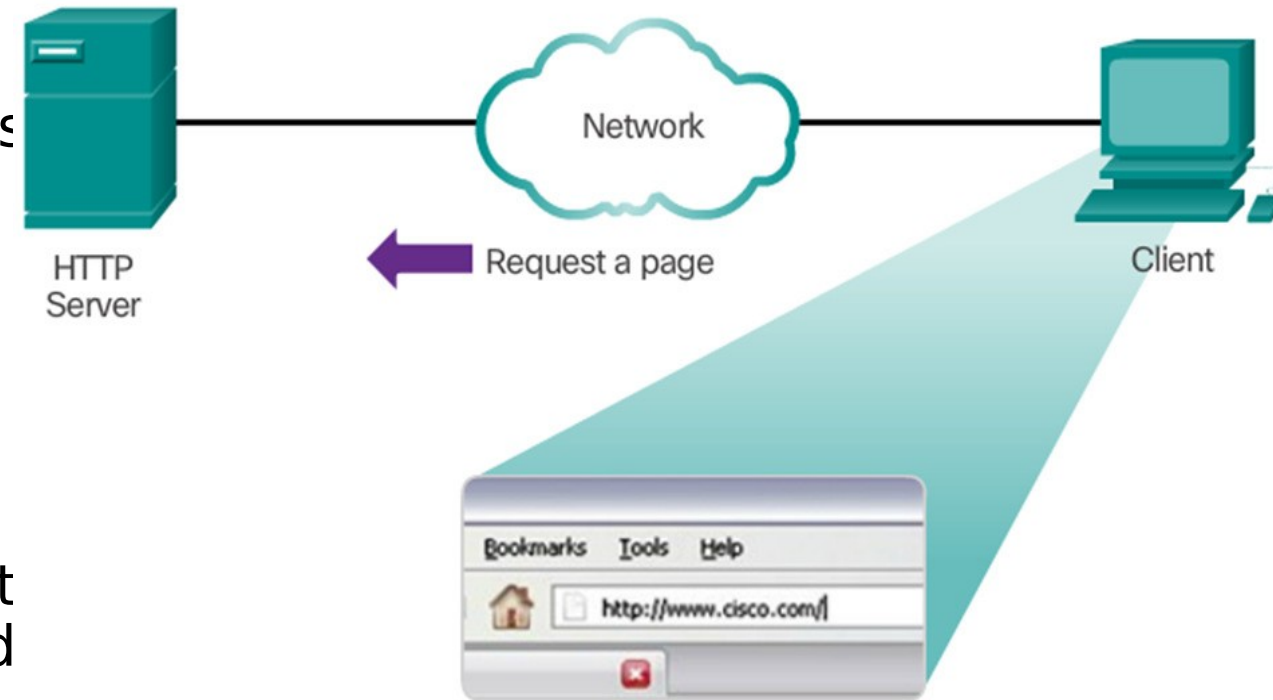 s
Network
HTTP
Server
Request a page
Client
t
d
Bookmarks Tools Help
http://www.cisco.com/